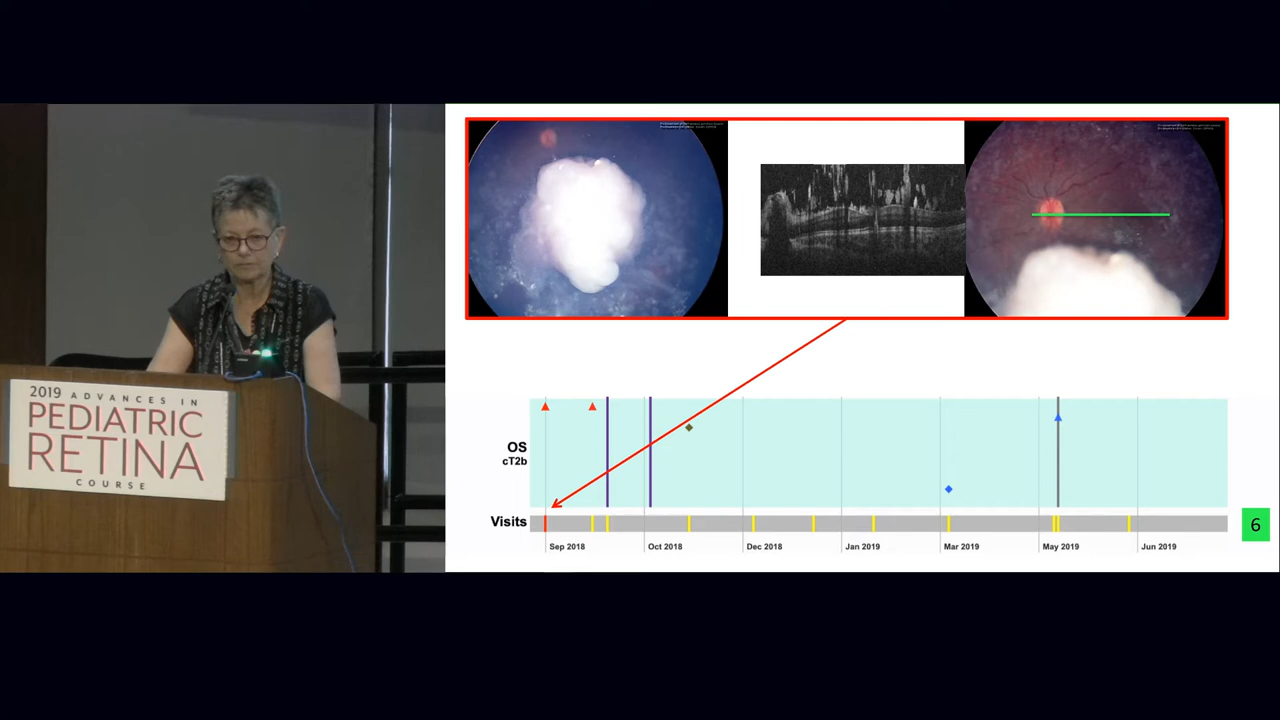 2019 ADVANCES IN
PEDIATRIC
RETINA
COURSE
OS
cT2b
Visits
Sep 2018
Oct 2018
Dec 2018
Jan 2019
Mar 2019
May 2019
Jun 2019
6